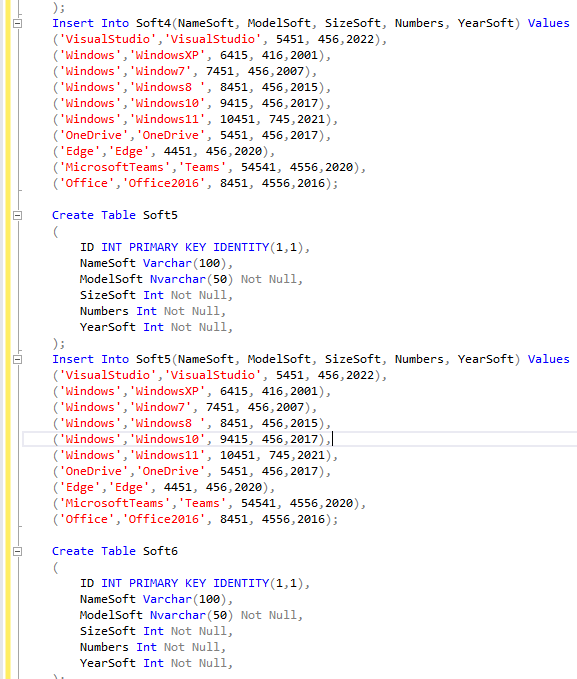 );
Insert Into Soft4(NameSoft, ModelSoft, SizeSoft, Numbers, YearSoft) Values
('VisualStudio','VisualStudio', 5451, 456,2022),
('Windows','WindowsXP', 6415, 416,2001),
('Windows','Window7', 7451, 456,2007),
('Windows','Windows8 ', 8451, 456,2015),
('Windows','Windows10', 9415, 456,2017),
('Windows','Windows11', 10451, 745,2021),
('OneDrive','OneDrive', 5451, 456,2017),
('Edge','Edge', 4451, 456,2020),
('MicrosoftTeams','Teams', 54541, 4556,2020),
('Office','Office2016', 8451, 4556,2016);
Create Table Soft5
(
ID INT PRIMARY KEY IDENTITY(1,1),
NameSoft Varchar(100),
ModelSoft Nvarchar(50) Not Null,
SizeSoft Int Not Null,
Numbers Int Not Null,
YearSoft Int Not Null,
);
Insert Into Soft5(NameSoft, ModelSoft, SizeSoft, Numbers, YearSoft) Values
('VisualStudio','VisualStudio', 5451, 456,2022),
('Windows','WindowsXP', 6415, 416,2001),
('Windows','Window7', 7451, 456,2007),
('Windows','Windows8 ', 8451, 456,2015),
('Windows','Windows10', 9415, 456,2017),
('Windows','Windows11', 10451, 745,2021),
('OneDrive','OneDrive', 5451, 456,2017),
('Edge','Edge', 4451, 456,2020),
('MicrosoftTeams','Teams', 54541, 4556,2020),
('Office','Office2016', 8451, 4556,2016);
Create Table Soft6
(
ID INT PRIMARY KEY IDENTITY(1,1),
NameSoft Varchar(100),
ModelSoft Nvarchar(50) Not Null,
SizeSoft Int Not Null,
Numbers Int Not Null,
YearSoft Int Not Null,
);